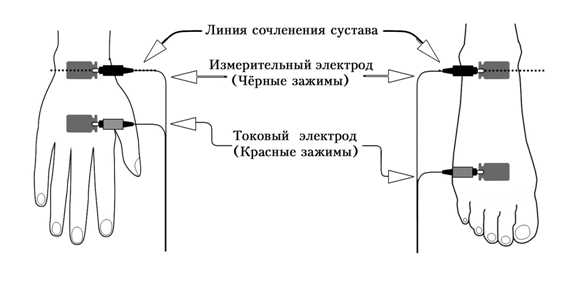 Линия сочленения сустава
Измерительный электрод
(Чёрные зажимы)
Токовый электрод
(Красные зажимы)